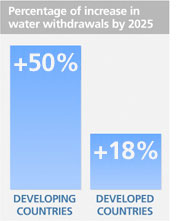 Percentage of increase in
water withdrawals by 2025
+50%
+18%
DEVELOPING
COUNTRIES
DEVELOPED
COUNTRIES